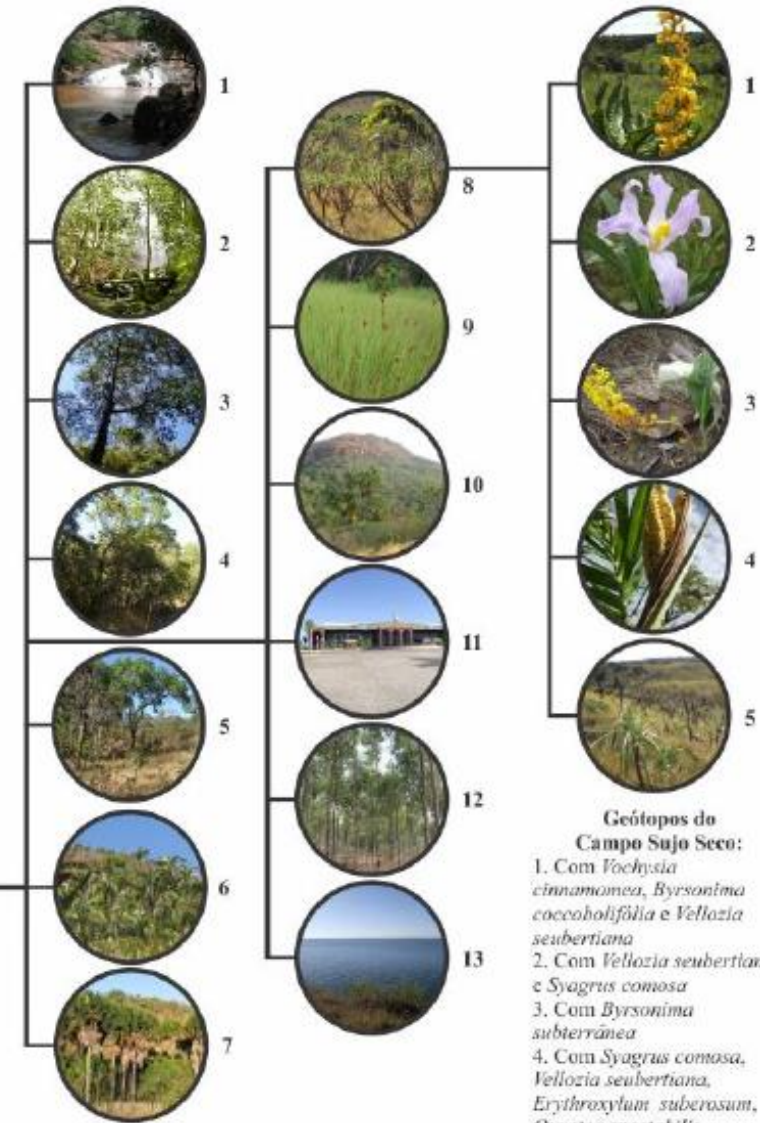 1
2
3
4
5
6
7
8
9
10
11
12
13
1
2
3
4
5
Geótopos do
Campo Sujo Seco:
1. Com Vochysia
cinnamomea, Byrsonima
coccobolifólia e Vellozia
seubertiana
2. Com Vellozia seubertian
e Syagrus comosa
3. Com Byrsonima
subterrânea
4. Com Syagrus comosa,
Vellozia seubertiana,
Erythroxylum suberosum,